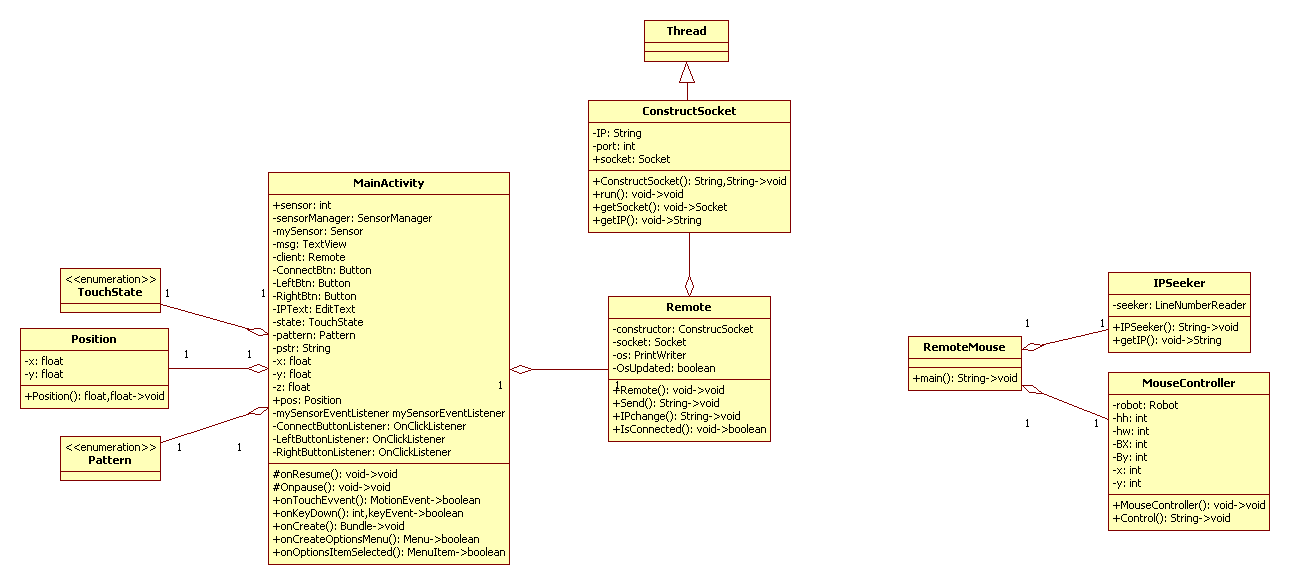 Thread
ConstructSocket
-IP: String
-port: int
+socket: Socket
+ConstructSocket(): String,String->void
+run(): void->void
+getSocket(): void->Socket
+getIP(): void->String
MainActivity
+sensor: int
-sensorManager: SensorManager
-mySensor: Sensor
-msg: TextView
-client: Remote
-ConnectBtn: Button
-LeftBtn: Button
-RightBtn: Button
-IPText: EditText
-state: TouchState
-pattern: Pattern
-pstr: String
-x: float
-y: float
-z: float
+pos: Position
-mySensorEventListener mySensorEventListener
-ConnectButtonListener: OnClickListener
-LeftButtonListener: OnClickListener
-RightButtonListener: OnClickListener
#onResume(): void->void
#Onpause(): void->void
+onTouchEvvent(): MotionEvent->boolean
+onKeyDown(): int,keyEvent->boolean
+onCreate(): Bundle->void
+onCreateOptionsMenu(): Menu->boolean
+onOptionsItemSelected(): MenuItem->boolean
<<enumeration>>
TouchState
1
1
Position
-x: float
-y: float
+Position(): float,float->void
1
1
<<enumeration>>
Pattern
1
1
Remote
-constructor: ConstrucSocket
-socket: Socket
-os: PrintWriter
-OsUpdated: boolean
+Remote(): void->void
+Send(): String->void
+IPchange(): String->void
+IsConnected(): void->boolean
1
1
RemoteMouse
+main(): String->void
1
1
IPSeeker
-seeker: LineNumberReader
+IPSeeker(): String->void
+getIP(): void->String
1
1
MouseController
-robot: Robot
-hh: int
-hw: int
-BX: int
-By: int
-x: int
-y: int
+MouseController(): void->void
+Control(): String->void